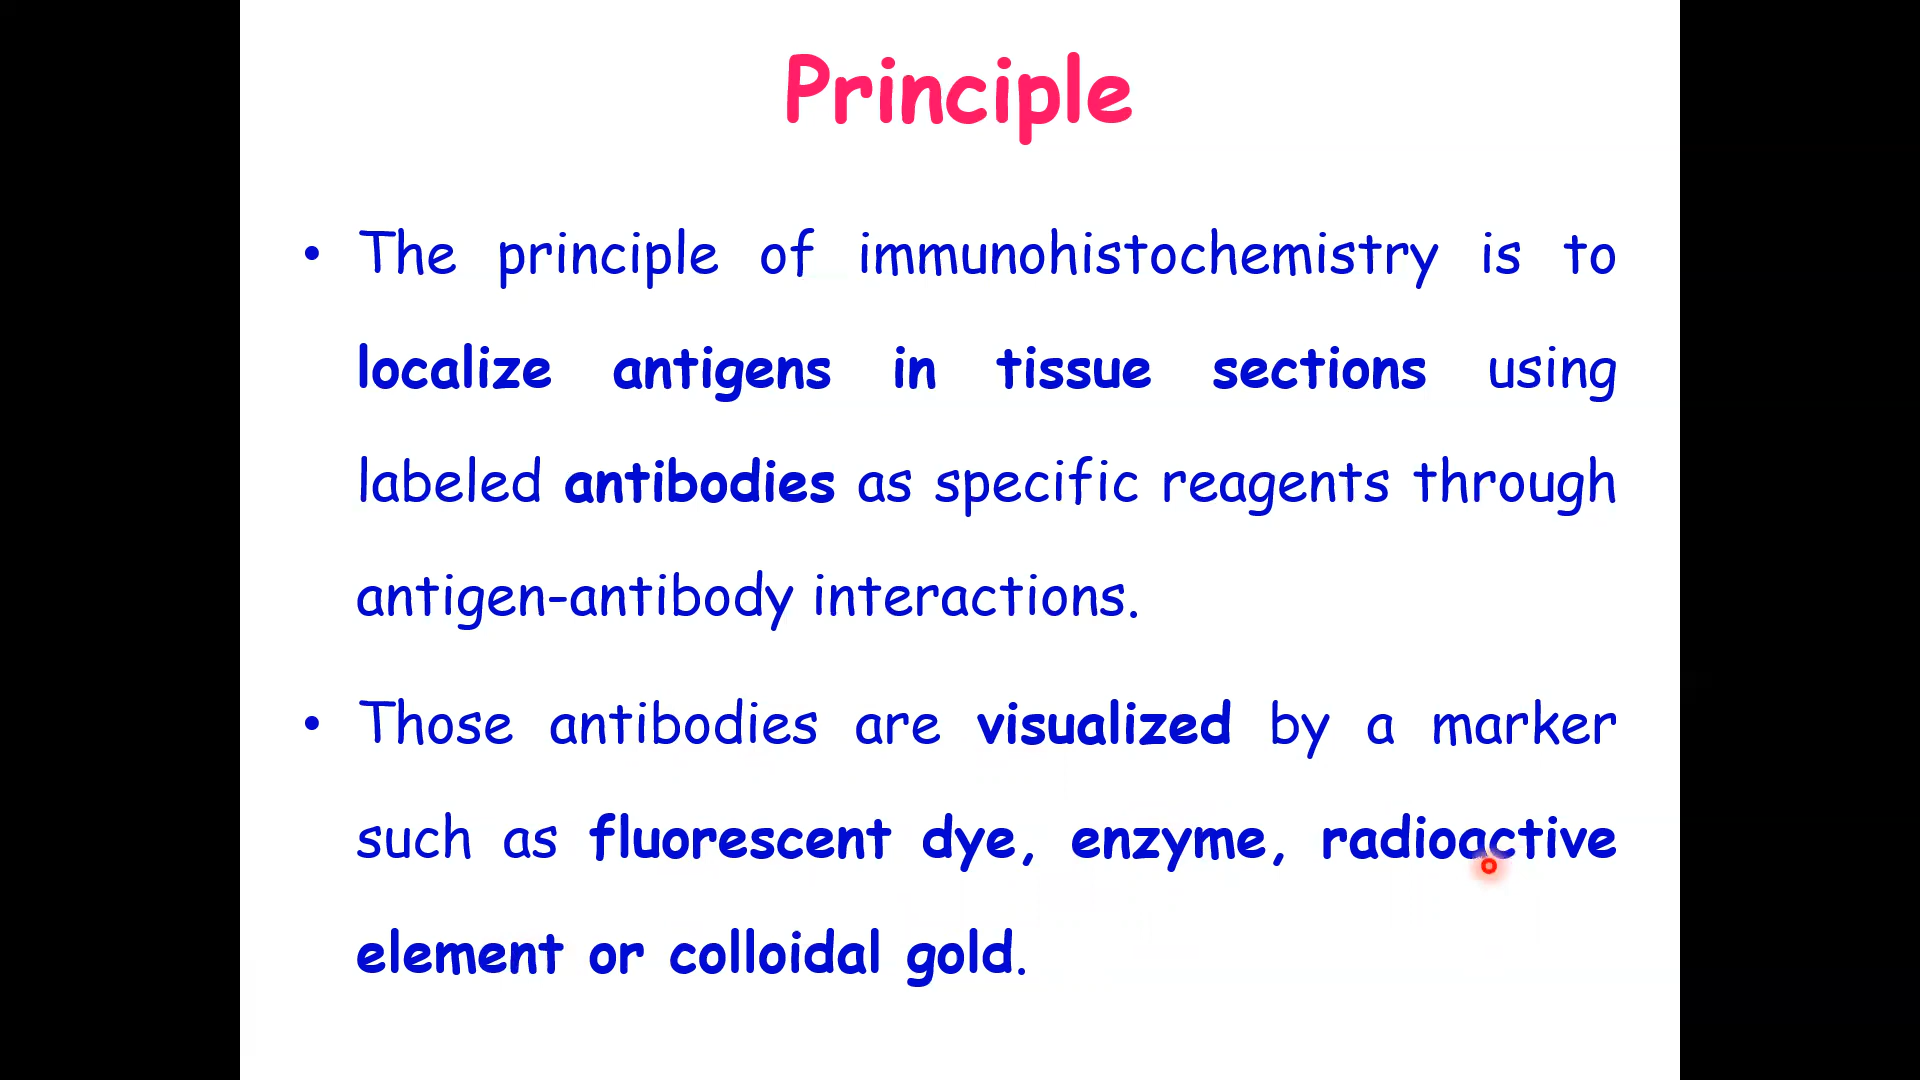 Principle
• The principle of immunohistochemistry is to
localize antigens in tissue sections using
labeled antibodies as specific reagents through
antigen-antibody interactions.
• Those antibodies are visualized by a marker
such as fluorescent dye, enzyme, radioactive
element or colloidal gold.